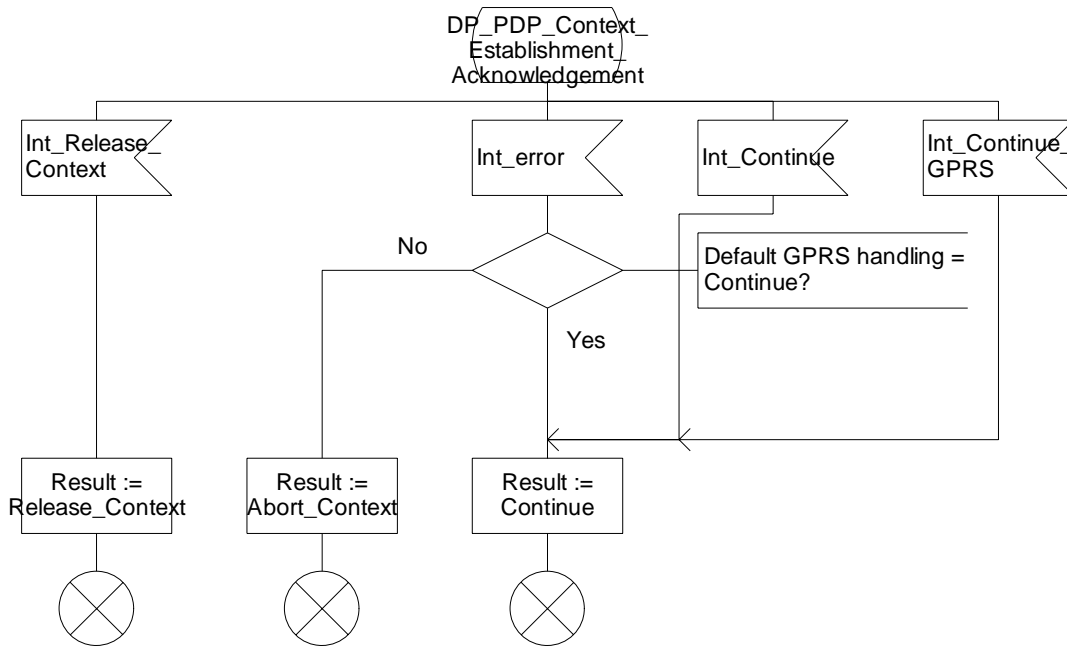 DP_PDP_Context_
Establishment_
Acknowledgement
Int_Release_
Context
Int_error
Int_Continue
Int_Continue_
GPRS
No
Default GPRS handling =
Continue?
Yes
Result :=
Release_Context
Result :=
Abort_Context
Result :=
Continue